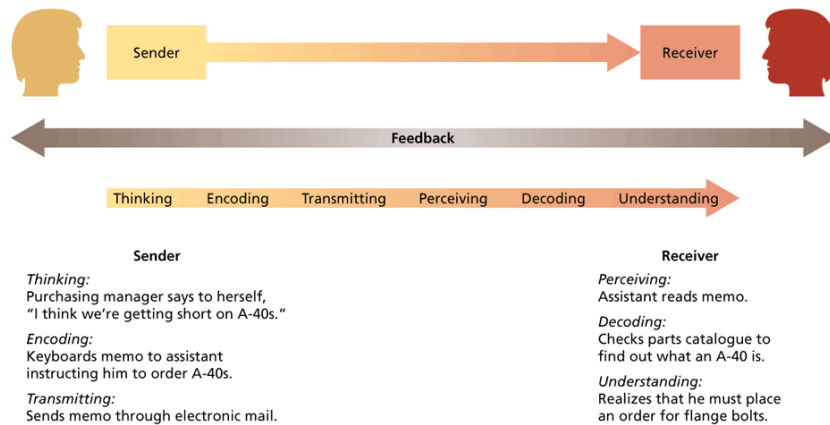 Sender
Receiver
Feedback
Thinking Encoding Transmitting Perceiving Decoding Understanding
Sender
Thinking:
Purchasing manager says to herself,
“I think we’re getting short on A-40s.”
Encoding:
Keyboards memo to assistant
instructing him to order A-40s.
Transmitting:
Sends memo through electronic mail.
Receiver
Perceiving:
Assistant reads memo.
Decoding:
Checks parts catalogue to
find out what an A-40 is.
Understanding:
Realizes that he must place
an order for flange bolts.